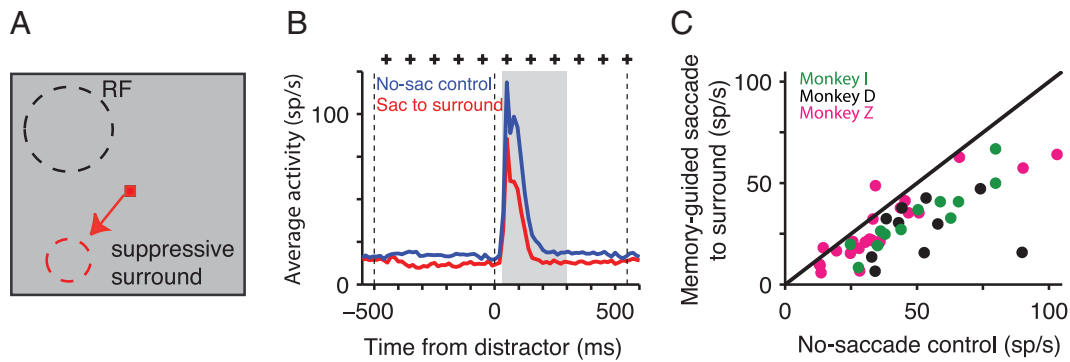 A
RF
suppressive
surround
B
+ + + + + + + + + + +
No-sac control
Sac to surround
Average activity (sp/s)
100
0
−500
0
500
Time from distractor (ms)
C
Monkey I
Monkey D
Monkey Z
Memory-guided saccade
to surround (sp/s)
100
50
0
0
50
100
No-saccade control (sp/s)